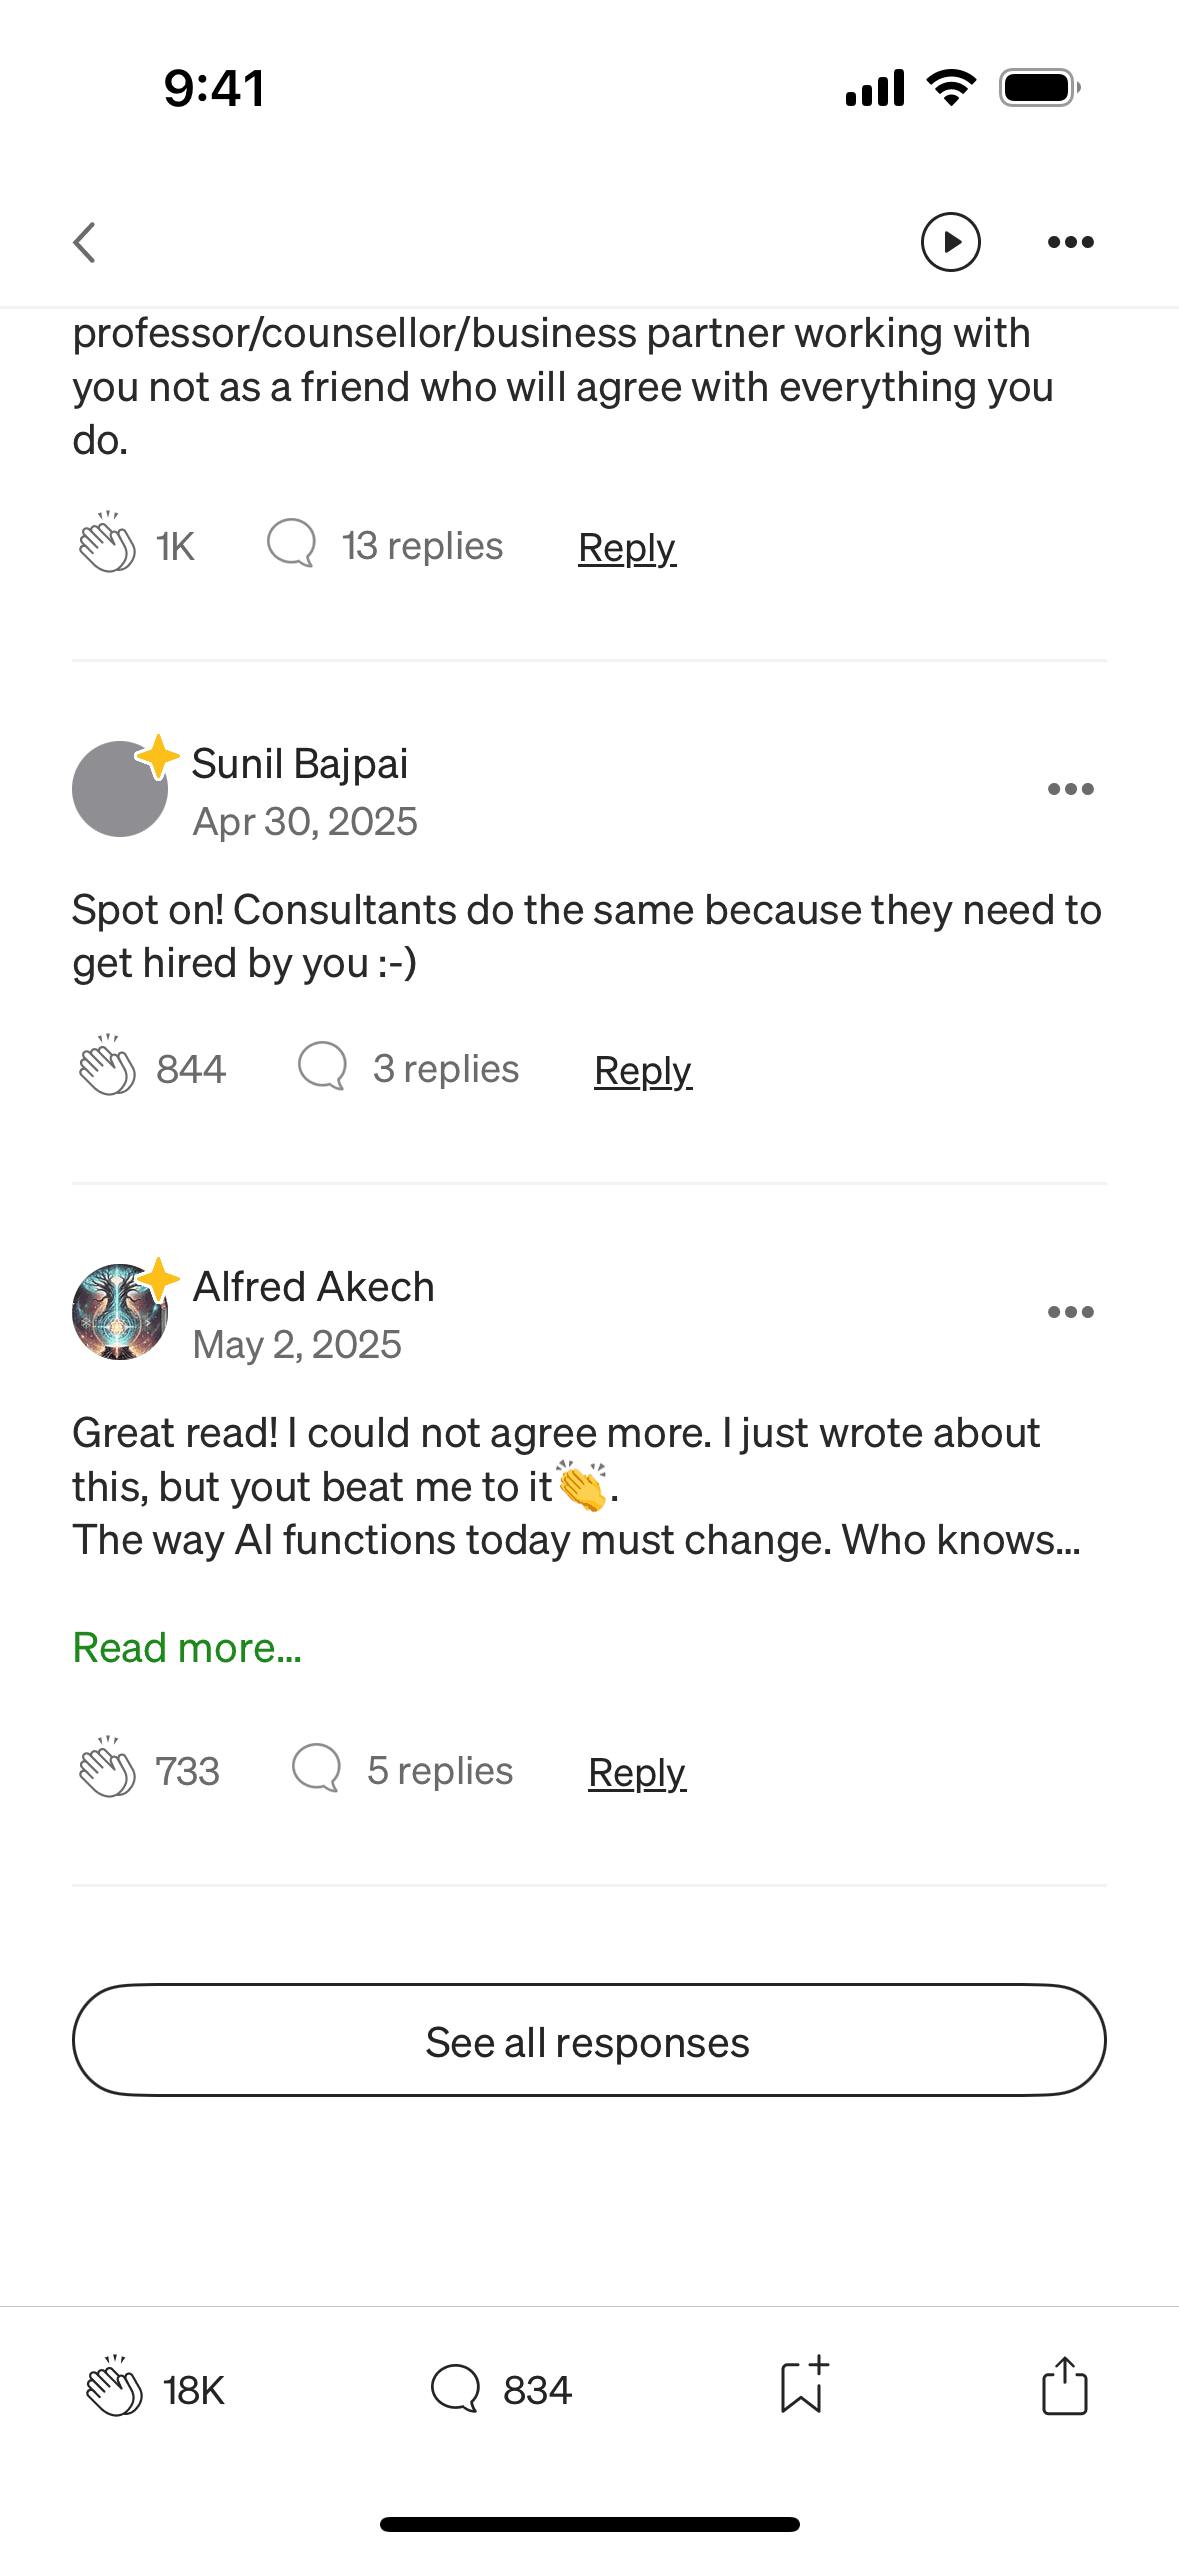 9:41
professor/counsellor/business partner working with
you not as a friend who will agree with everything you
do.
1K 13 replies Reply
Sunil Bajpai
Apr 30, 2025
Spot on! Consultants do the same because they need to
get hired by you :-)
844 3 replies Reply
Alfred Akech
May 2, 2025
Great read! I could not agree more. I just wrote about
this, but yout beat me to it👏.
The way AI functions today must change. Who knows...
Read more...
733 5 replies Reply
See all responses
18K 834